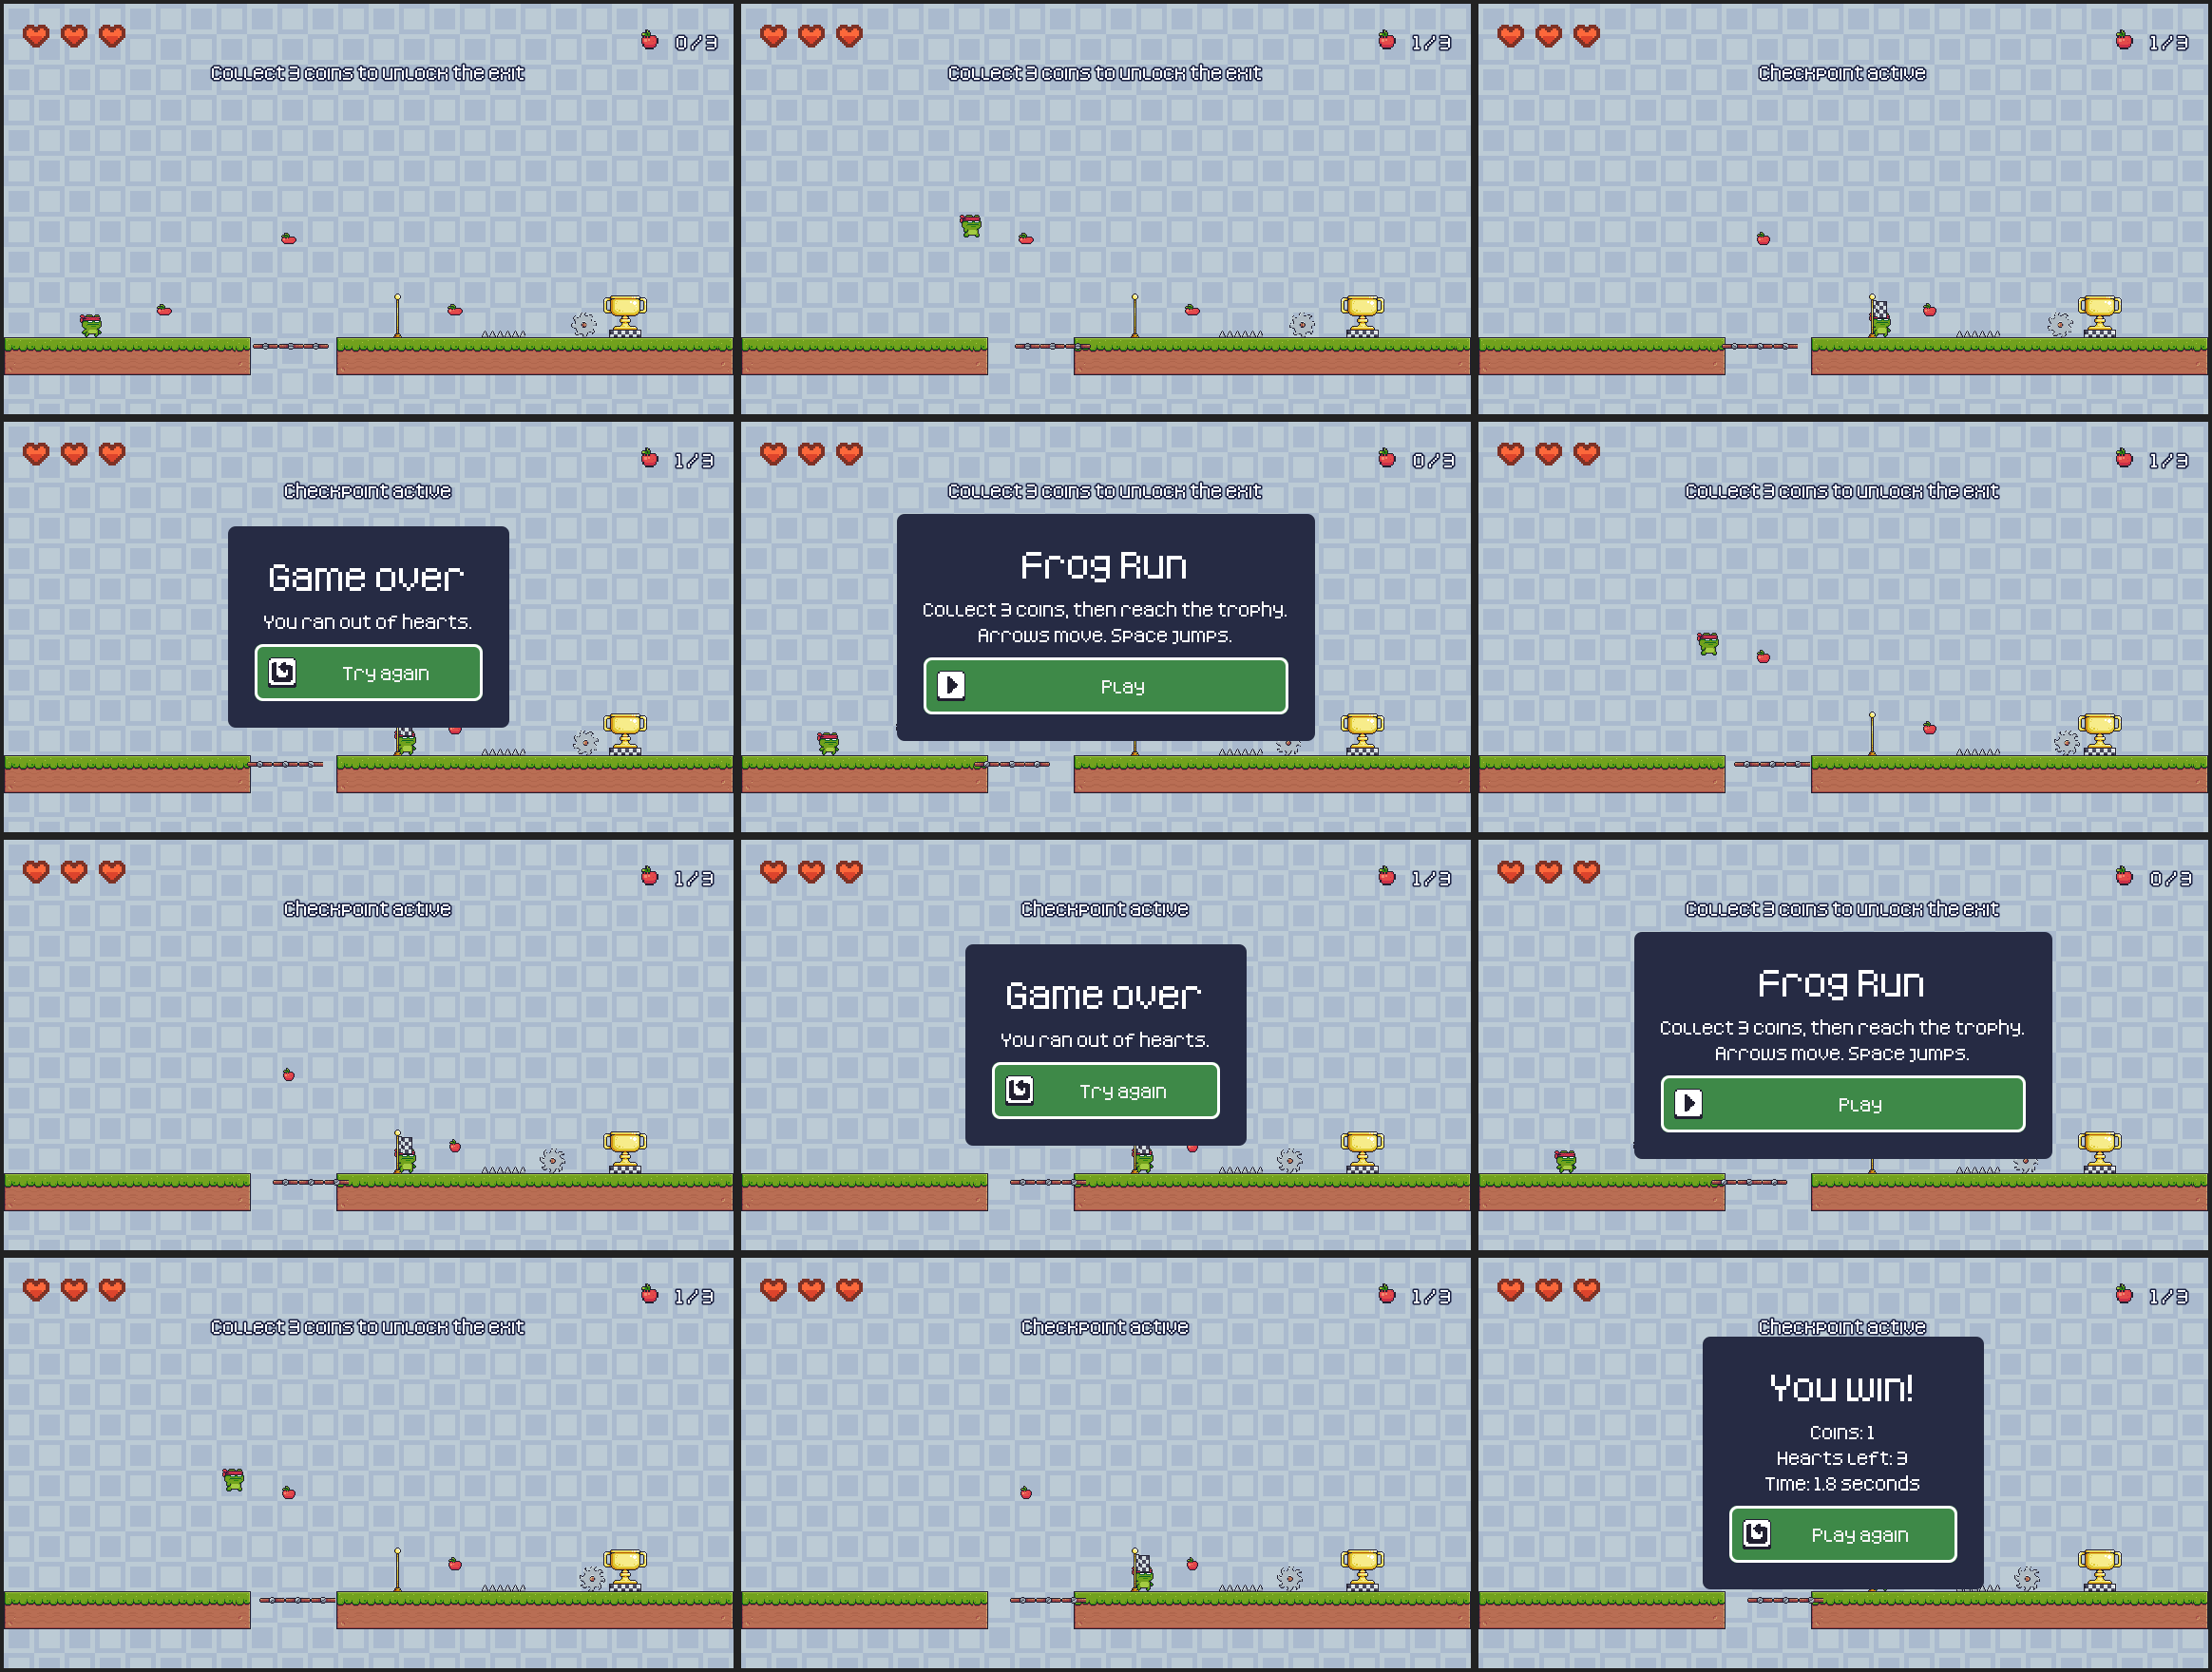 0/3
Collect 3 coins to unlock the exit
1/3
Collect 3 coins to unlock the exit
1/3
Checkpoint active
1/3
Checkpoint active
Game over
You ran out of hearts.
Try again
0/3
Collect 3 coins to unlock the exit
Frog Run
Collect 3 coins, then reach the trophy.
Arrows move. Space jumps.
Play
1/3
Collect 3 coins to unlock the exit
1/3
Checkpoint active
1/3
Checkpoint active
Game over
You ran out of hearts.
Try again
0/3
Collect 3 coins to unlock the exit
Frog Run
Collect 3 coins, then reach the trophy.
Arrows move. Space jumps.
Play
1/3
Collect 3 coins to unlock the exit
1/3
Checkpoint active
1/3
Checkpoint active
You win!
Coins: 1
Hearts left: 3
Time: 1.8 seconds
Play again